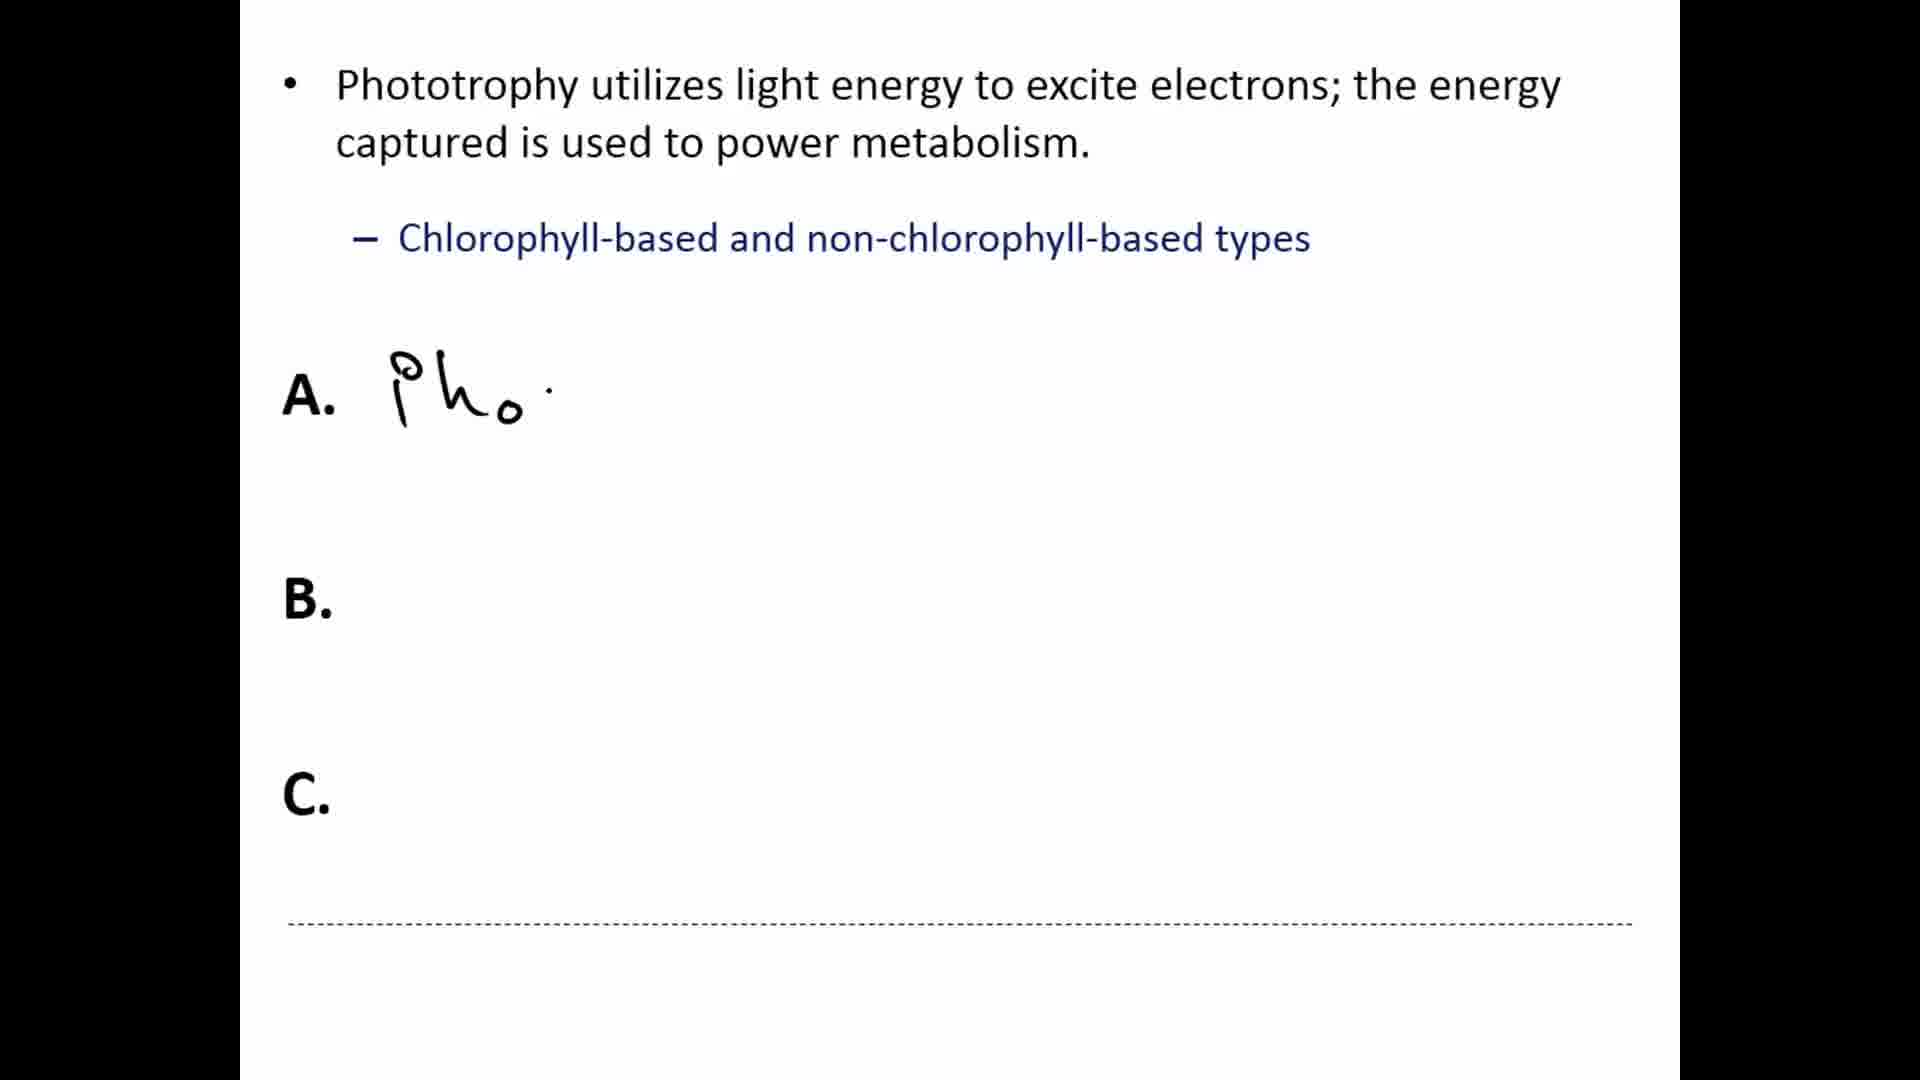 • Phototrophy utilizes light energy to excite electrons; the energy
captured is used to power metabolism.
– Chlorophyll-based and non-chlorophyll-based types
A. Pho
B.
C.